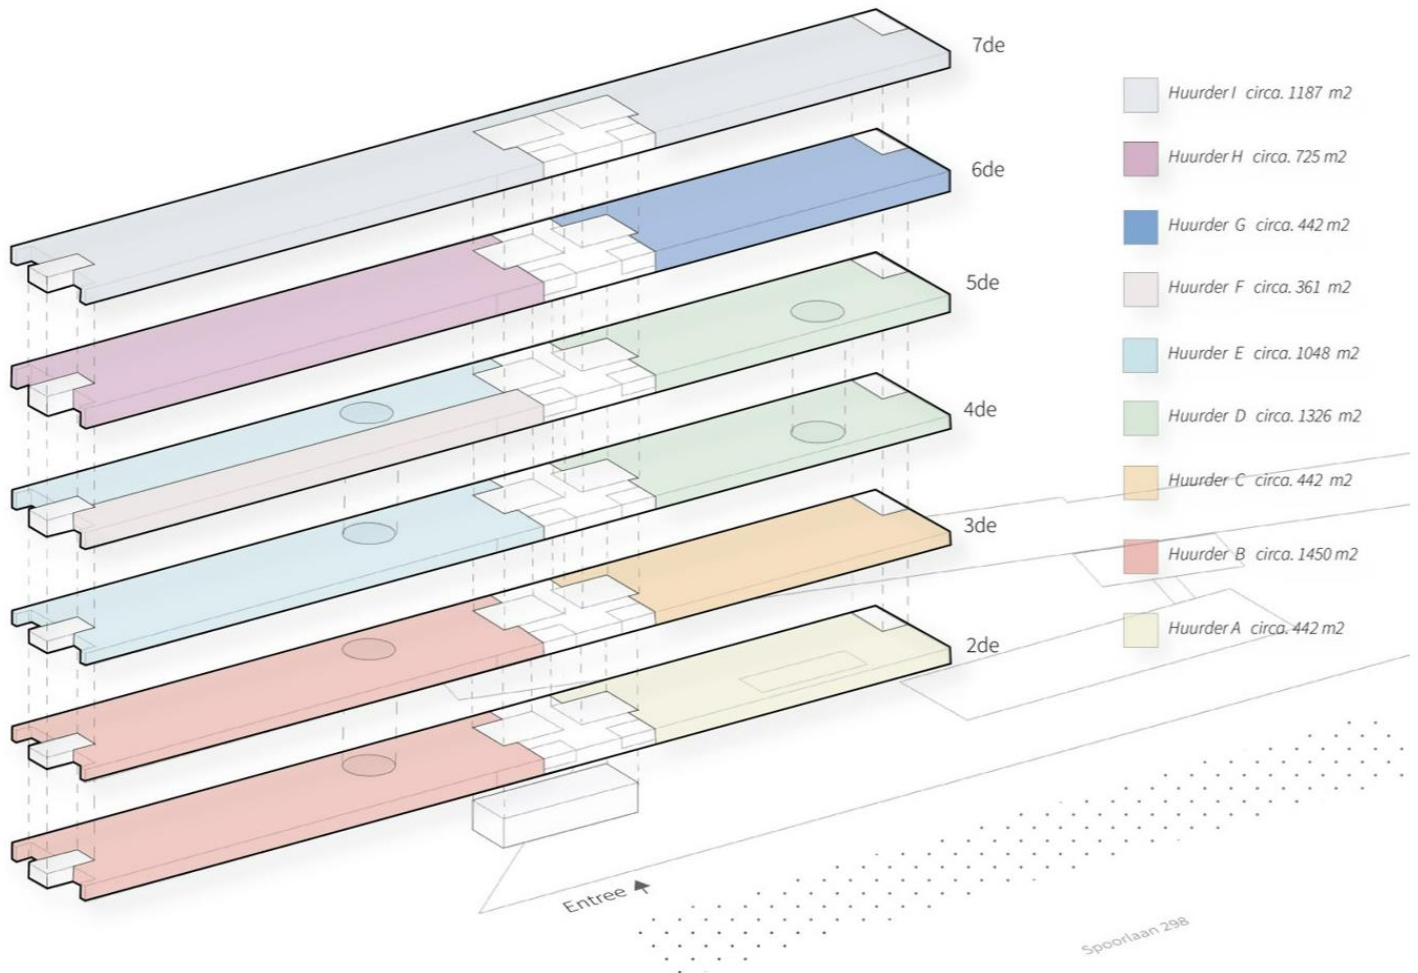 7de
Huurder I circa. 1187 m2
Huurder H circa. 725 m2
6de
Huurder G circa. 442 m2
5de
Huurder F circa. 361 m2
Huurder E circa. 1048 m2
4de
Huurder D circa. 1326 m2
Huurder C circa. 442 m2
3de
Huurder B circa. 1450 m2
Huurder A circa. 442 m2
2de
Entree
Spoorlaan 298